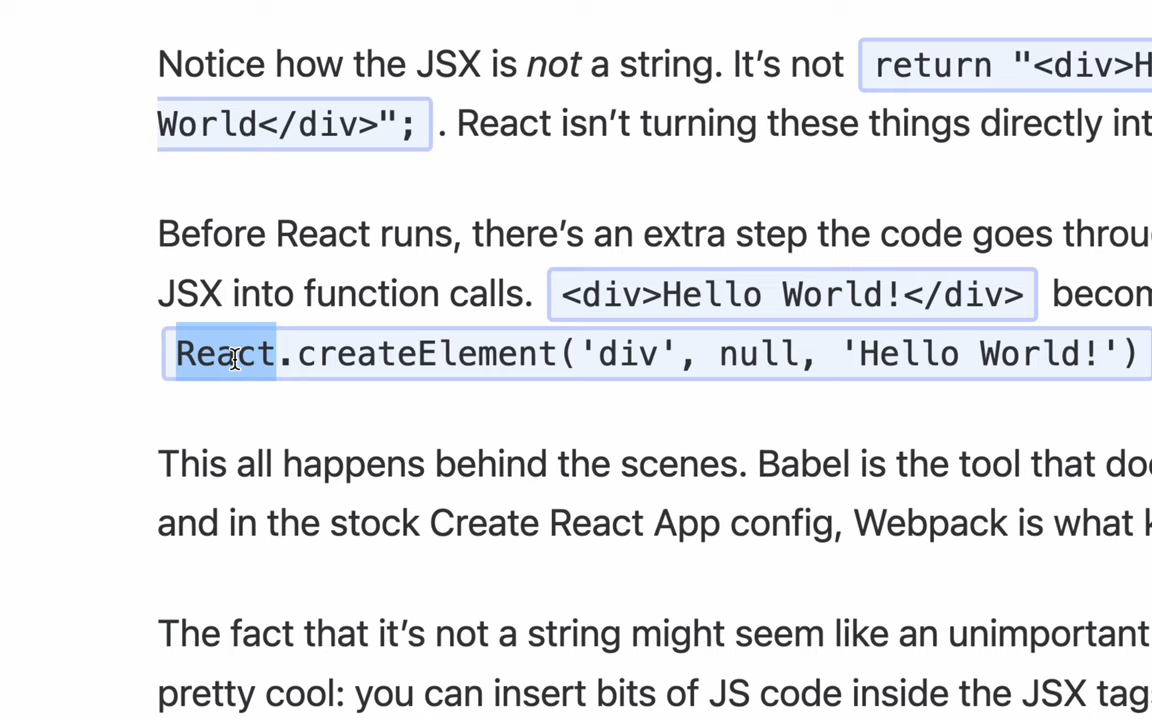 Notice how the JSX is not a string. It’s not return "<div>H
World</div>"; . React isn’t turning these things directly int
Before React runs, there’s an extra step the code goes throu
JSX into function calls. <div>Hello World!</div> becom
React.createElement('div', null, 'Hello World!')
This all happens behind the scenes. Babel is the tool that doe
and in the stock Create React App config, Webpack is what k
The fact that it’s not a string might seem like an unimportant
pretty cool: you can insert bits of JS code inside the JSX tags